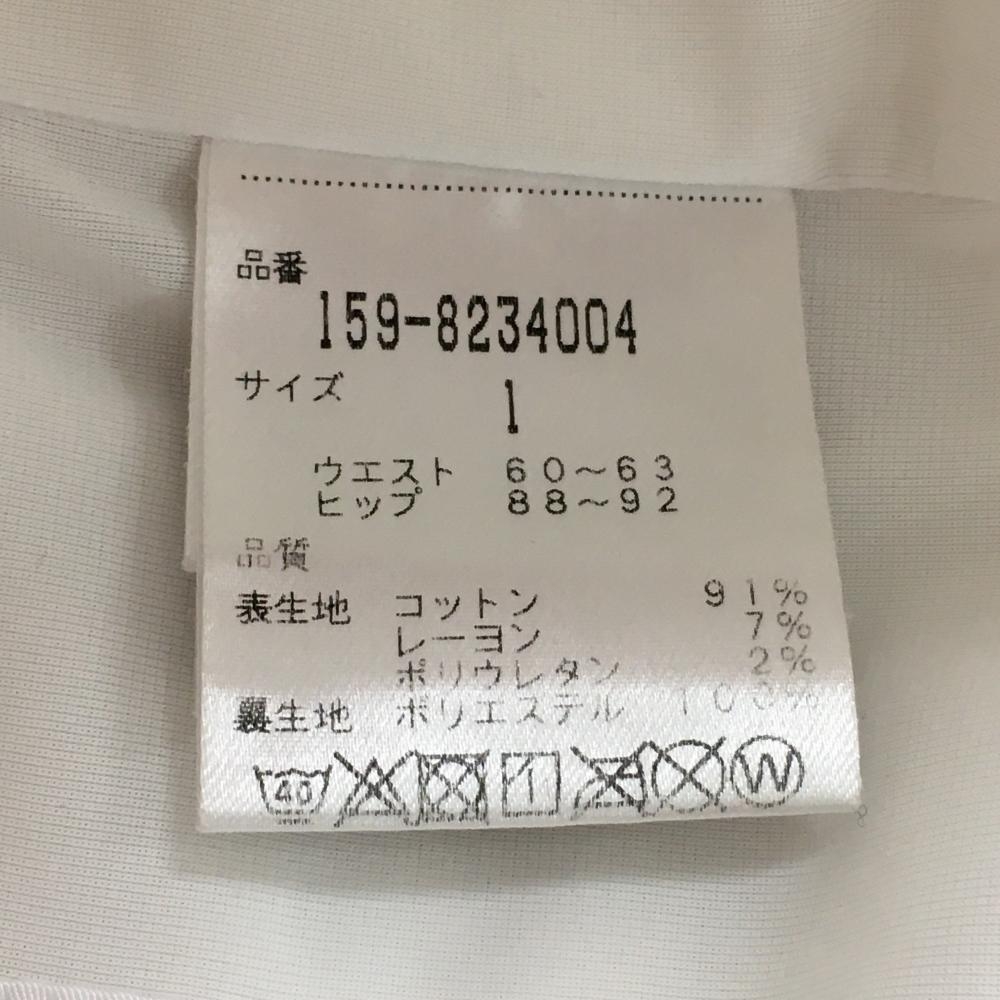 品番
159-8234004
サイズ 1
ウエスト 60～63
ヒップ 88～92
品質
表生地 コットン 91%
レーヨン 7%
ポリウレタン 2%
裏生地 ポリエステル 100%
40 W